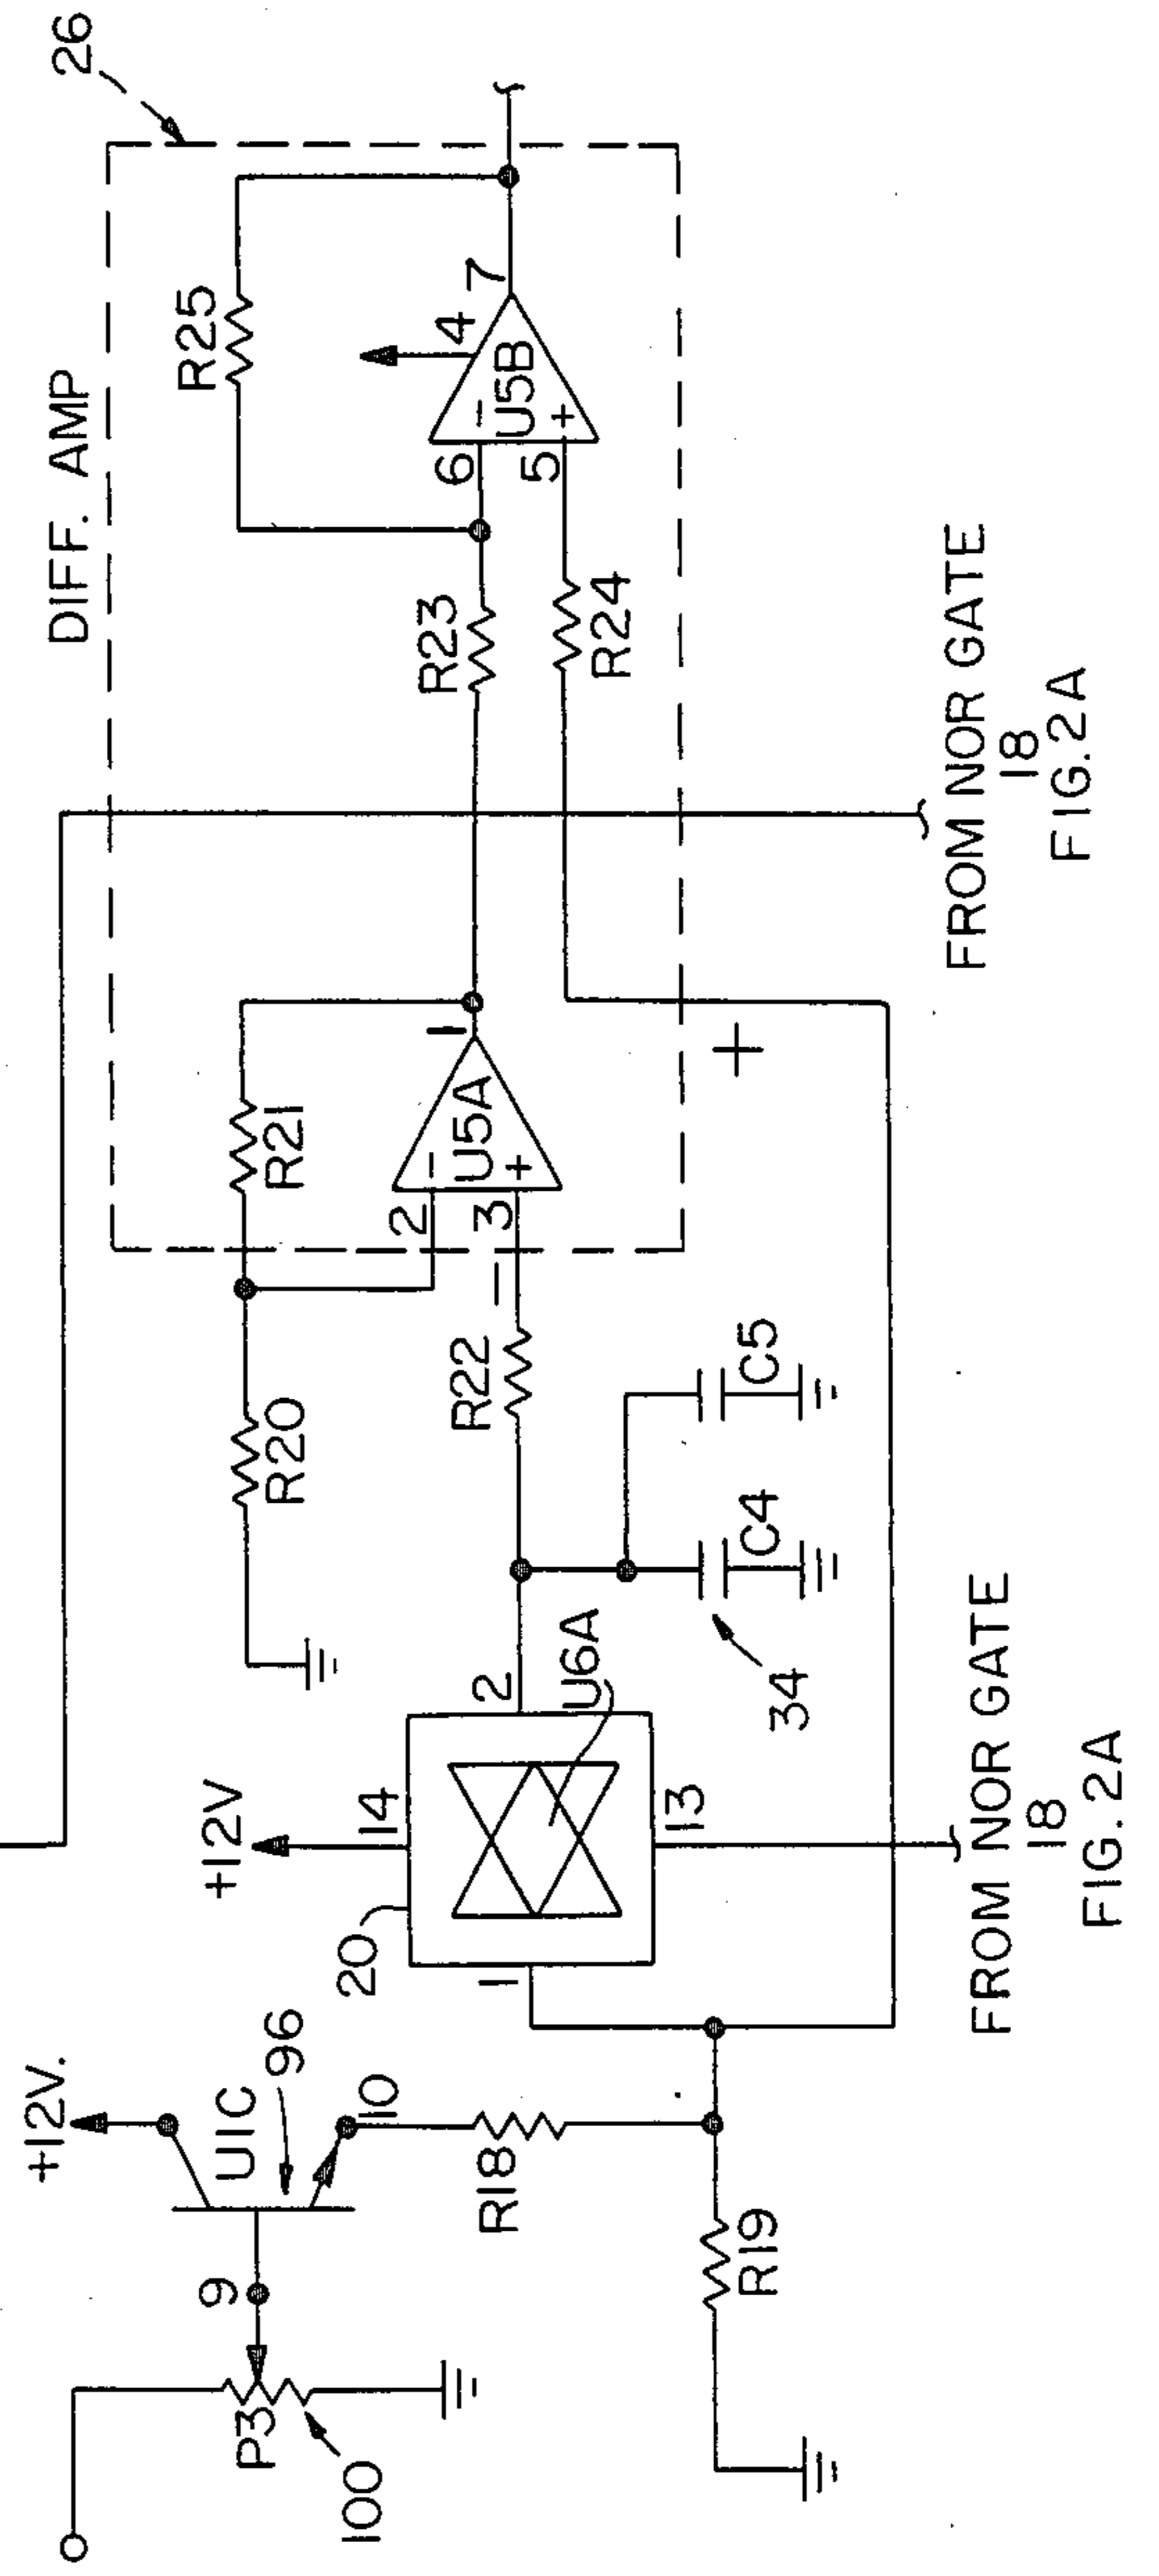 26
DIFF. AMP
R25
4
7
6
U5B
-
+
5
R23
R24
R21
1
U5A
-
+
2
3
-
+
R20
R22
C5
C4
34
FROM NOR GATE
18
FIG. 2A
+12V
14
2
U6A
20
1
13
FROM NOR GATE
18
FIG. 2A
+12V.
U1C
96
10
9
P3
100
R18
R19